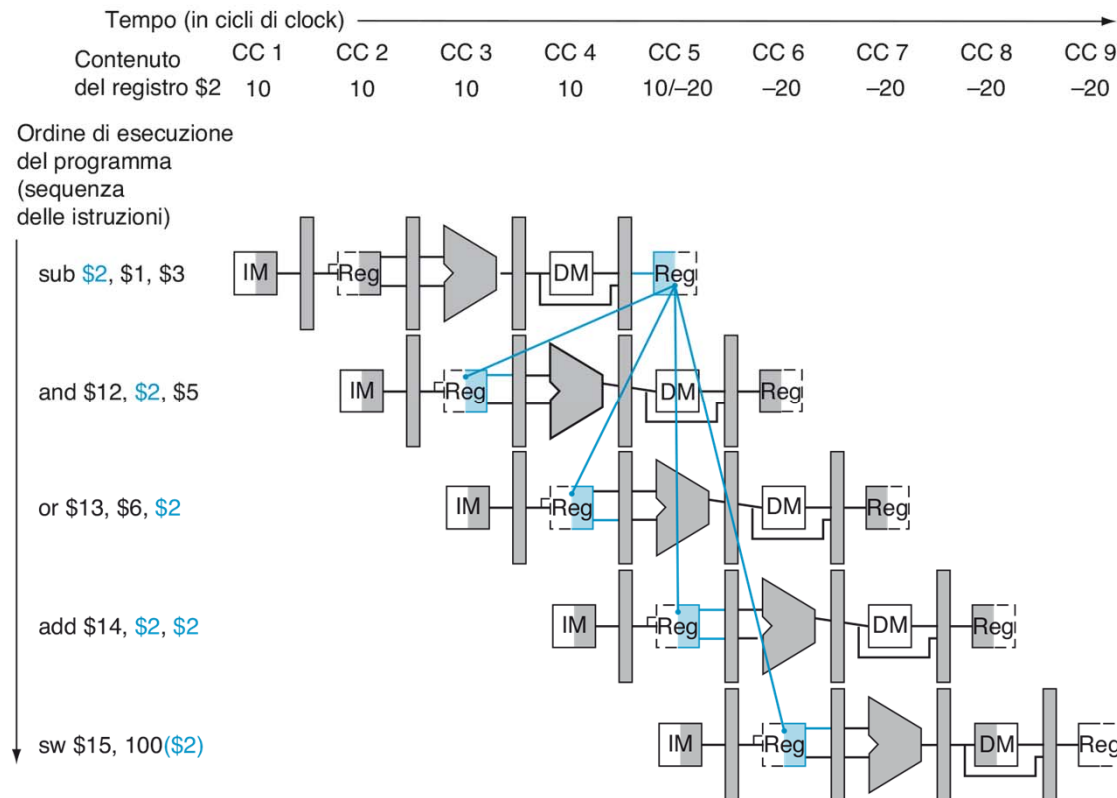 Tempo (in cicli di clock)
Contenuto CC 1 CC 2 CC 3 CC 4 CC 5 CC 6 CC 7 CC 8 CC 9
del registro $2 10 10 10 10 10/–20 –20 –20 –20 –20
Ordine di esecuzione
del programma
(sequenza
delle istruzioni)
sub $2, $1, $3 IM Reg DM Reg
and $12, $2, $5 IM Reg DM Reg
or $13, $6, $2 IM Reg DM Reg
add $14, $2, $2 IM Reg DM Reg
sw $15, 100($2) IM Reg DM Reg